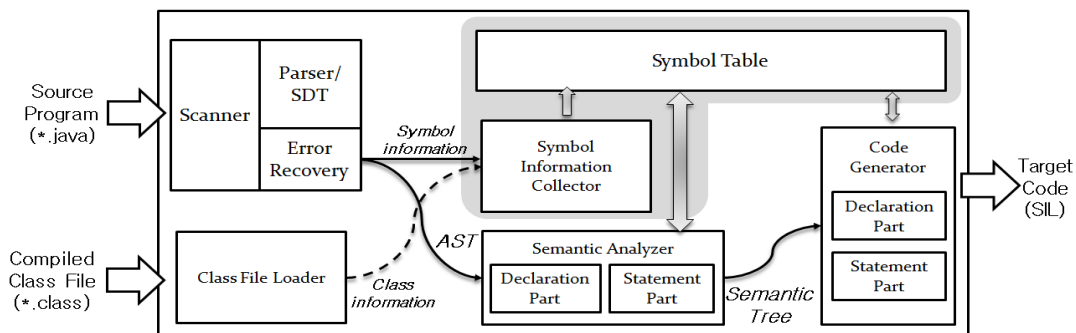 Source
Program
(*.java)
Scanner
Parser/
SDT
Error
Recovery
Symbol
information
Symbol Table
Symbol
Information
Collector
Code
Generator
Declaration
Part
Statement
Part
Target
Code
(SIL)
Compiled
Class File
(*.class)
Class File Loader
Class
information
AST
Semantic Analyzer
Declaration
Part
Statement
Part
Semantic
Tree